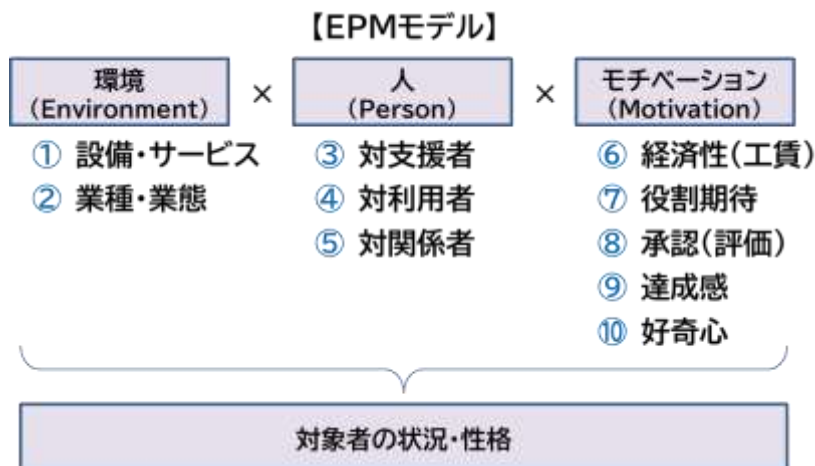 【EPMモデル】
環境
(Environment)
×
人
(Person)
×
モチベーション
(Motivation)
① 設備・サービス
② 業種・業態
③ 対支援者
④ 対利用者
⑤ 対関係者
⑥ 経済性(工賃)
⑦ 役割期待
⑧ 承認(評価)
⑨ 達成感
⑩ 好奇心
対象者の状況・性格